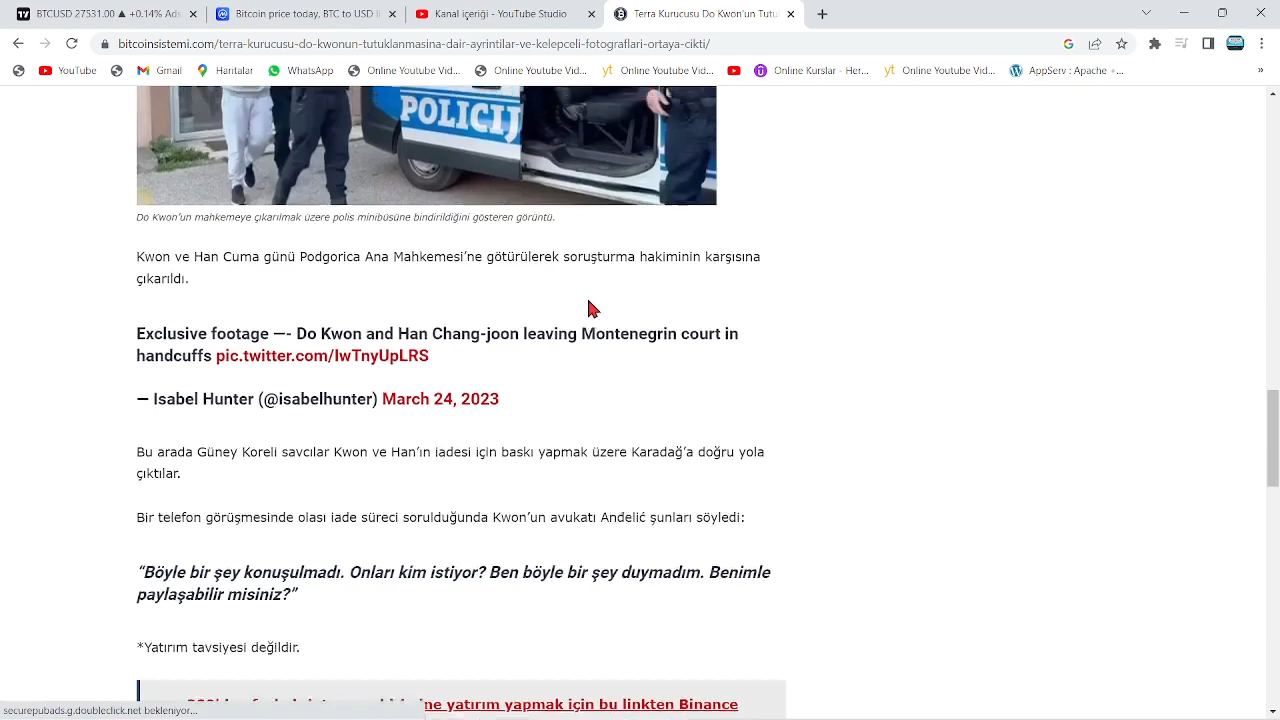 BTCUSD 27531.00 ▲ +0.14% Ad
Bitcoin price - BTC to USD li
Kanal içeriği - YouTube Studio
Terra Kurucusu Do Kwon'un Tutu
bitcoinsistemi.com/terra-kurucusu-do-kwonun-tutuklanmasina-dair-ayrintilar-ve-kelepceli-fotograflari-ortaya-cikti/
YouTube Gmail Haritalar WhatsApp Online Youtube Vid... Online Youtube Vid... Online Youtube Vid... Online Kurslar - Her... Online Youtube Vid... AppServ : Apache +... »
POLICIJ
Do Kwon'un mahkemeye çıkarılmak üzere polis minibüsüne bindirildiğini gösteren görüntü.
Kwon ve Han Cuma günü Podgorica Ana Mahkemesi'ne götürülerek soruşturma hakiminin karşısına
çıkarıldı.
Exclusive footage —- Do Kwon and Han Chang-joon leaving Montenegrin court in
handcuffs pic.twitter.com/IwTnyUpLRS
— Isabel Hunter (@isabelhunter) March 24, 2023
Bu arada Güney Koreli savcılar Kwon ve Han'ın iadesi için baskı yapmak üzere Karadağ'a doğru yola
çıktılar.
Bir telefon görüşmesinde olası iade süreci sorulduğunda Kwon'un avukatı Anđelić şunları söyledi:
“Böyle bir şey konuşulmadı. Onları kim istiyor? Ben böyle bir şey duymadım. Benimle
paylaşabilir misiniz?”
*Yatırım tavsiyesi değildir.
ne yatırım yapmak için bu linkten Binance
securepubads.g.doubleclick.net bekleniyor...